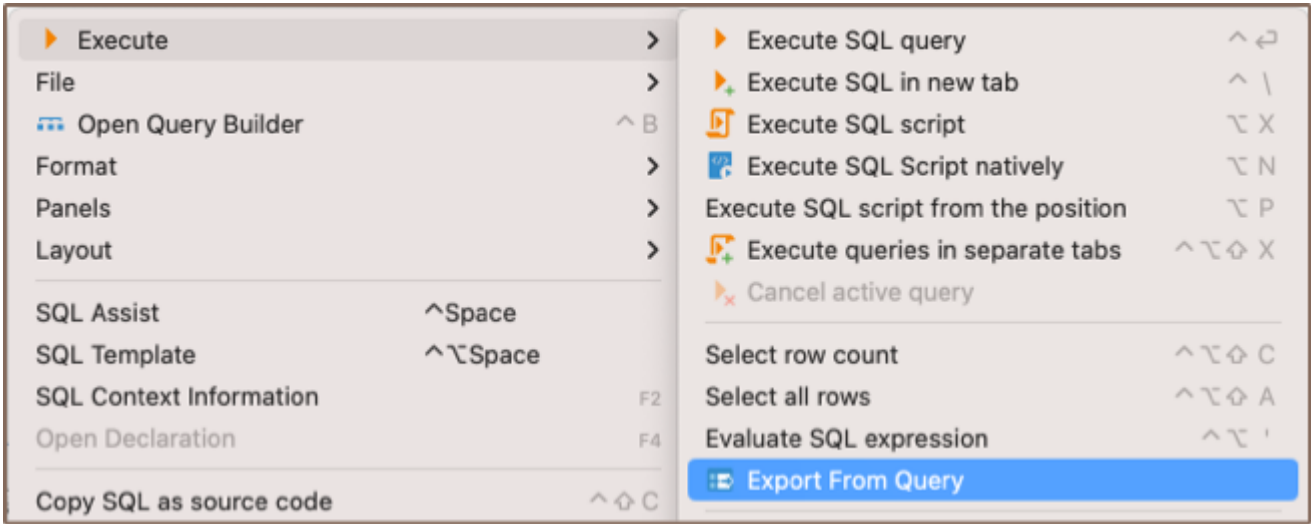 Execute
File
Open Query Builder ^ B
Format
Panels
Layout
SQL Assist ^Space
SQL Template ^⌥Space
SQL Context Information F2
Open Declaration F4
Copy SQL as source code ^⇧ C
Execute SQL query ^ ↩
Execute SQL in new tab ^ \
Execute SQL script ⌥ X
Execute SQL Script natively ⌥ N
Execute SQL script from the position ⌥ P
Execute queries in separate tabs ^⌥⇧ X
Cancel active query
Select row count ^⌥⇧ C
Select all rows ^⌥⇧ A
Evaluate SQL expression ^⌥ '
Export From Query